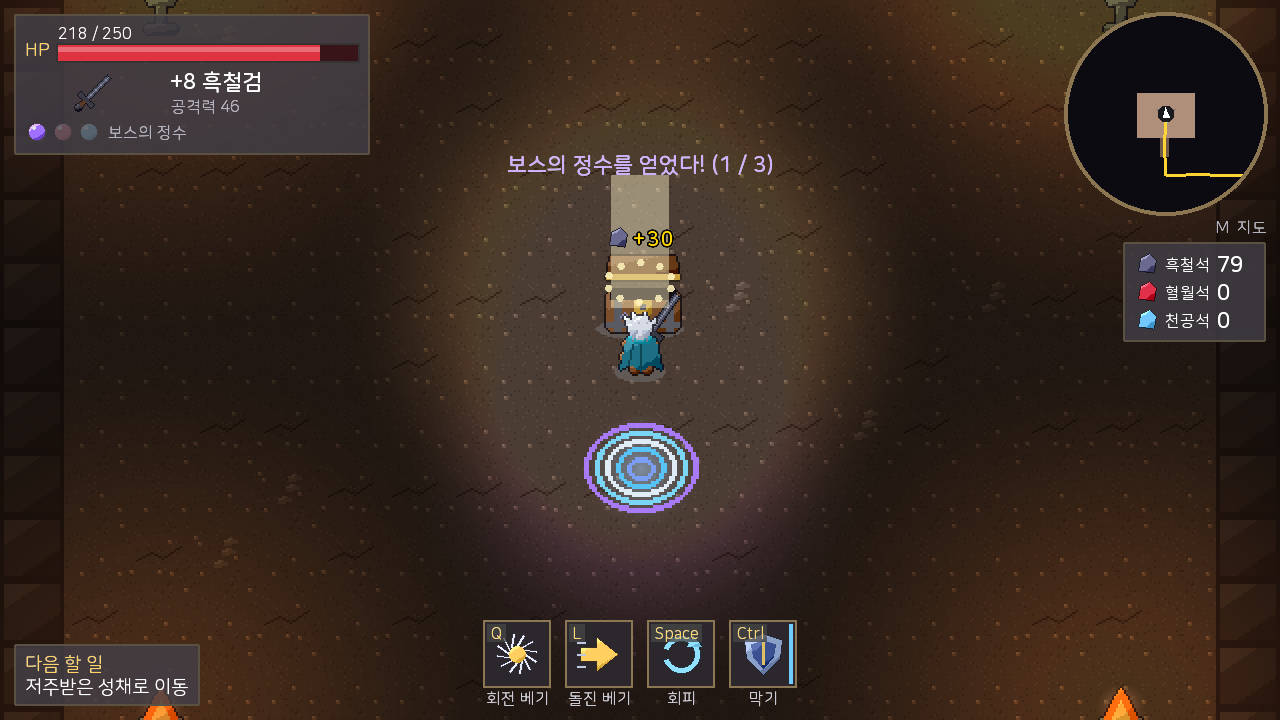 218 / 250
HP
+8 흑철검
공격력 46
보스의 정수
보스의 정수를 얻었다! (1 / 3)
+30
M 지도
흑철석 79
혈월석 0
천공석 0
다음 할 일
저주받은 성채로 이동
Q
L
Space
Ctrl
회전 베기
돌진 베기
회피
막기